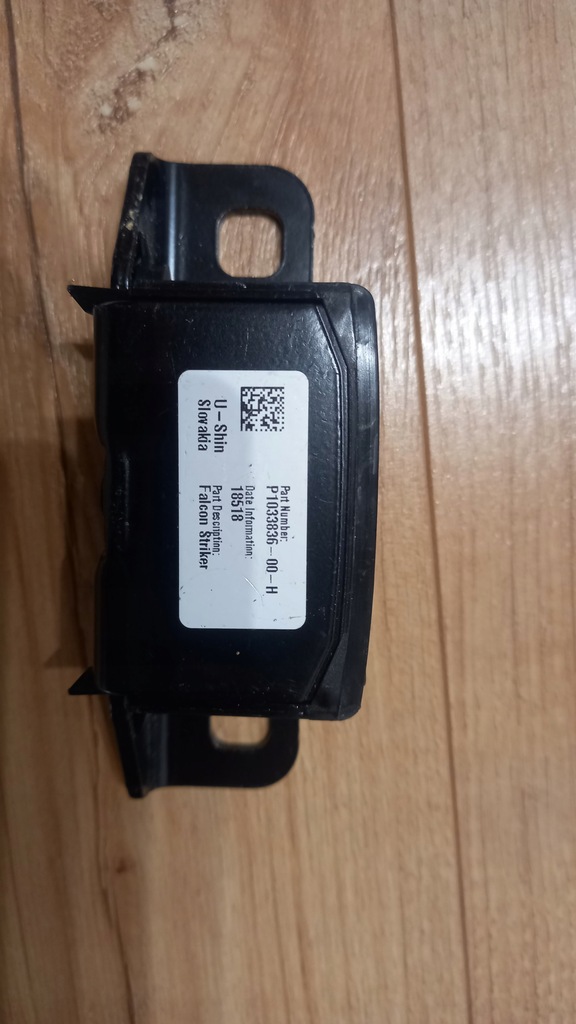 Part Number:
P1033836-00-H
Date Information:
18518
U-Shin
Slovakia
Part Description:
Falcon Striker